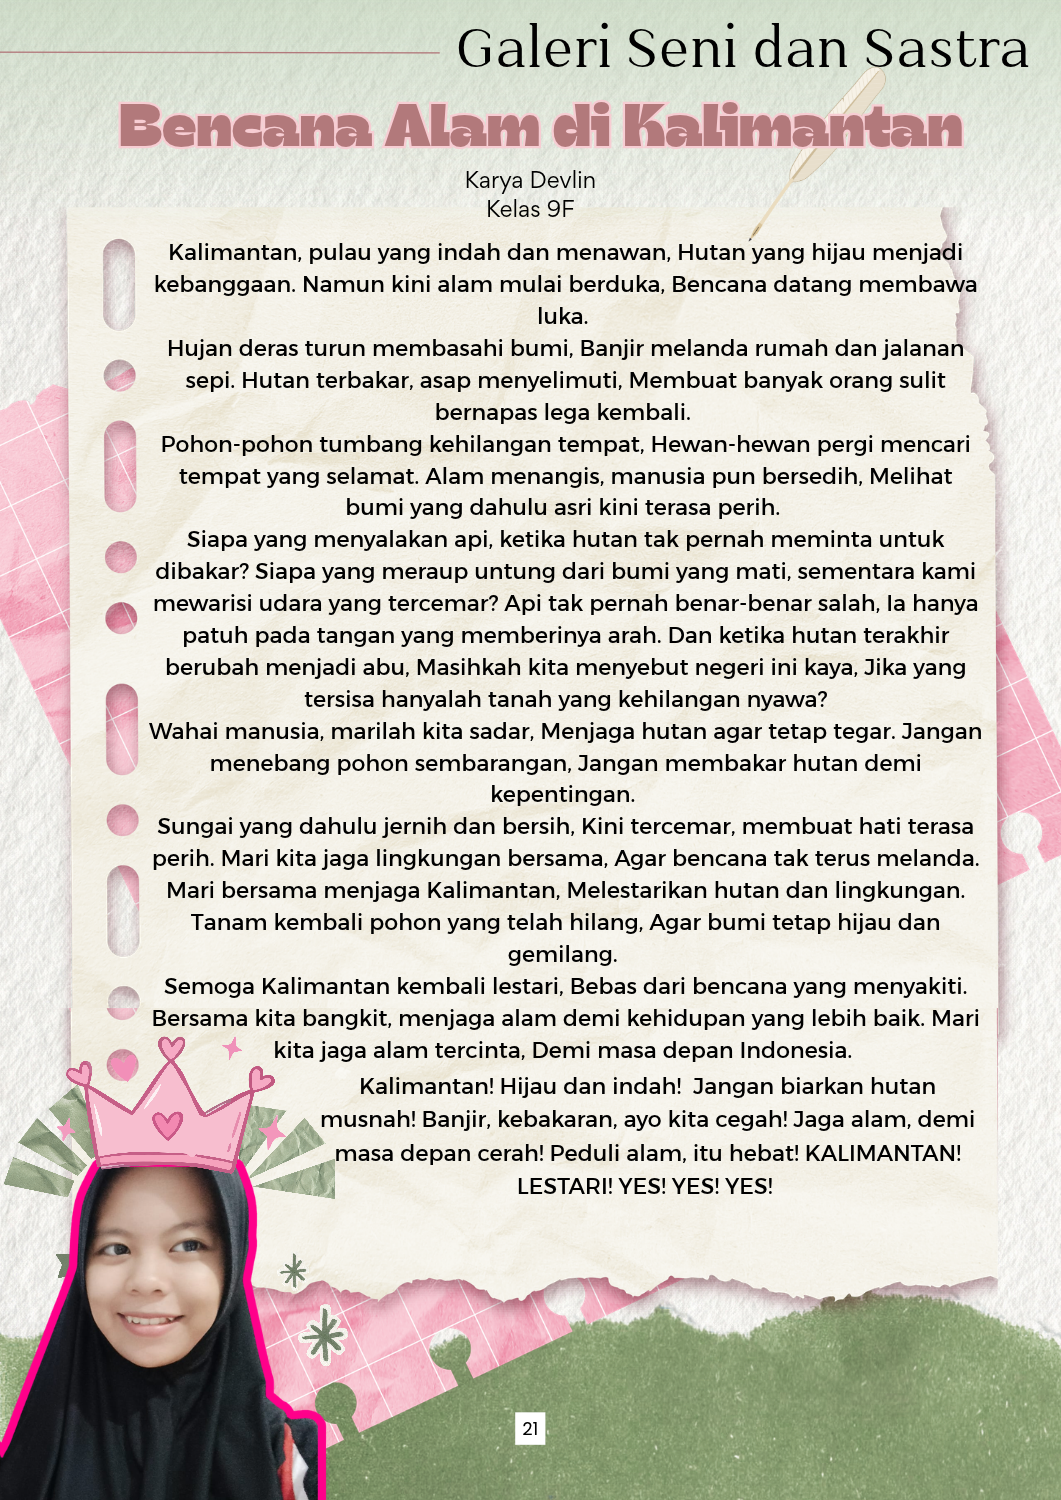 Galeri Seni dan Sastra
Bencana Alam di Kalimantan
Karya Devlin
Kelas 9F
Kalimantan, pulau yang indah dan menawan, Hutan yang hijau menjadi
kebanggaan. Namun kini alam mulai berduka, Bencana datang membawa
luka.
Hujan deras turun membasahi bumi, Banjir melanda rumah dan jalanan
sepi. Hutan terbakar, asap menyelimuti, Membuat banyak orang sulit
bernapas lega kembali.
Pohon-pohon tumbang kehilangan tempat, Hewan-hewan pergi mencari
tempat yang selamat. Alam menangis, manusia pun bersedih, Melihat
bumi yang dahulu asri kini terasa perih.
Siapa yang menyalakan api, ketika hutan tak pernah meminta untuk
dibakar? Siapa yang meraup untung dari bumi yang mati, sementara kami
mewarisi udara yang tercemar? Api tak pernah benar-benar salah, Ia hanya
patuh pada tangan yang memberinya arah. Dan ketika hutan terakhir
berubah menjadi abu, Masihkah kita menyebut negeri ini kaya, Jika yang
tersisa hanyalah tanah yang kehilangan nyawa?
Wahai manusia, marilah kita sadar, Menjaga hutan agar tetap tegar. Jangan
menebang pohon sembarangan, Jangan membakar hutan demi
kepentingan.
Sungai yang dahulu jernih dan bersih, Kini tercemar, membuat hati terasa
perih. Mari kita jaga lingkungan bersama, Agar bencana tak terus melanda.
Mari bersama menjaga Kalimantan, Melestarikan hutan dan lingkungan.
Tanam kembali pohon yang telah hilang, Agar bumi tetap hijau dan
gemilang.
Semoga Kalimantan kembali lestari, Bebas dari bencana yang menyakiti.
Bersama kita bangkit, menjaga alam demi kehidupan yang lebih baik. Mari
kita jaga alam tercinta, Demi masa depan Indonesia.
Kalimantan! Hijau dan indah!  Jangan biarkan hutan
musnah! Banjir, kebakaran, ayo kita cegah! Jaga alam, demi
masa depan cerah! Peduli alam, itu hebat! KALIMANTAN!
LESTARI! YES! YES! YES!
21